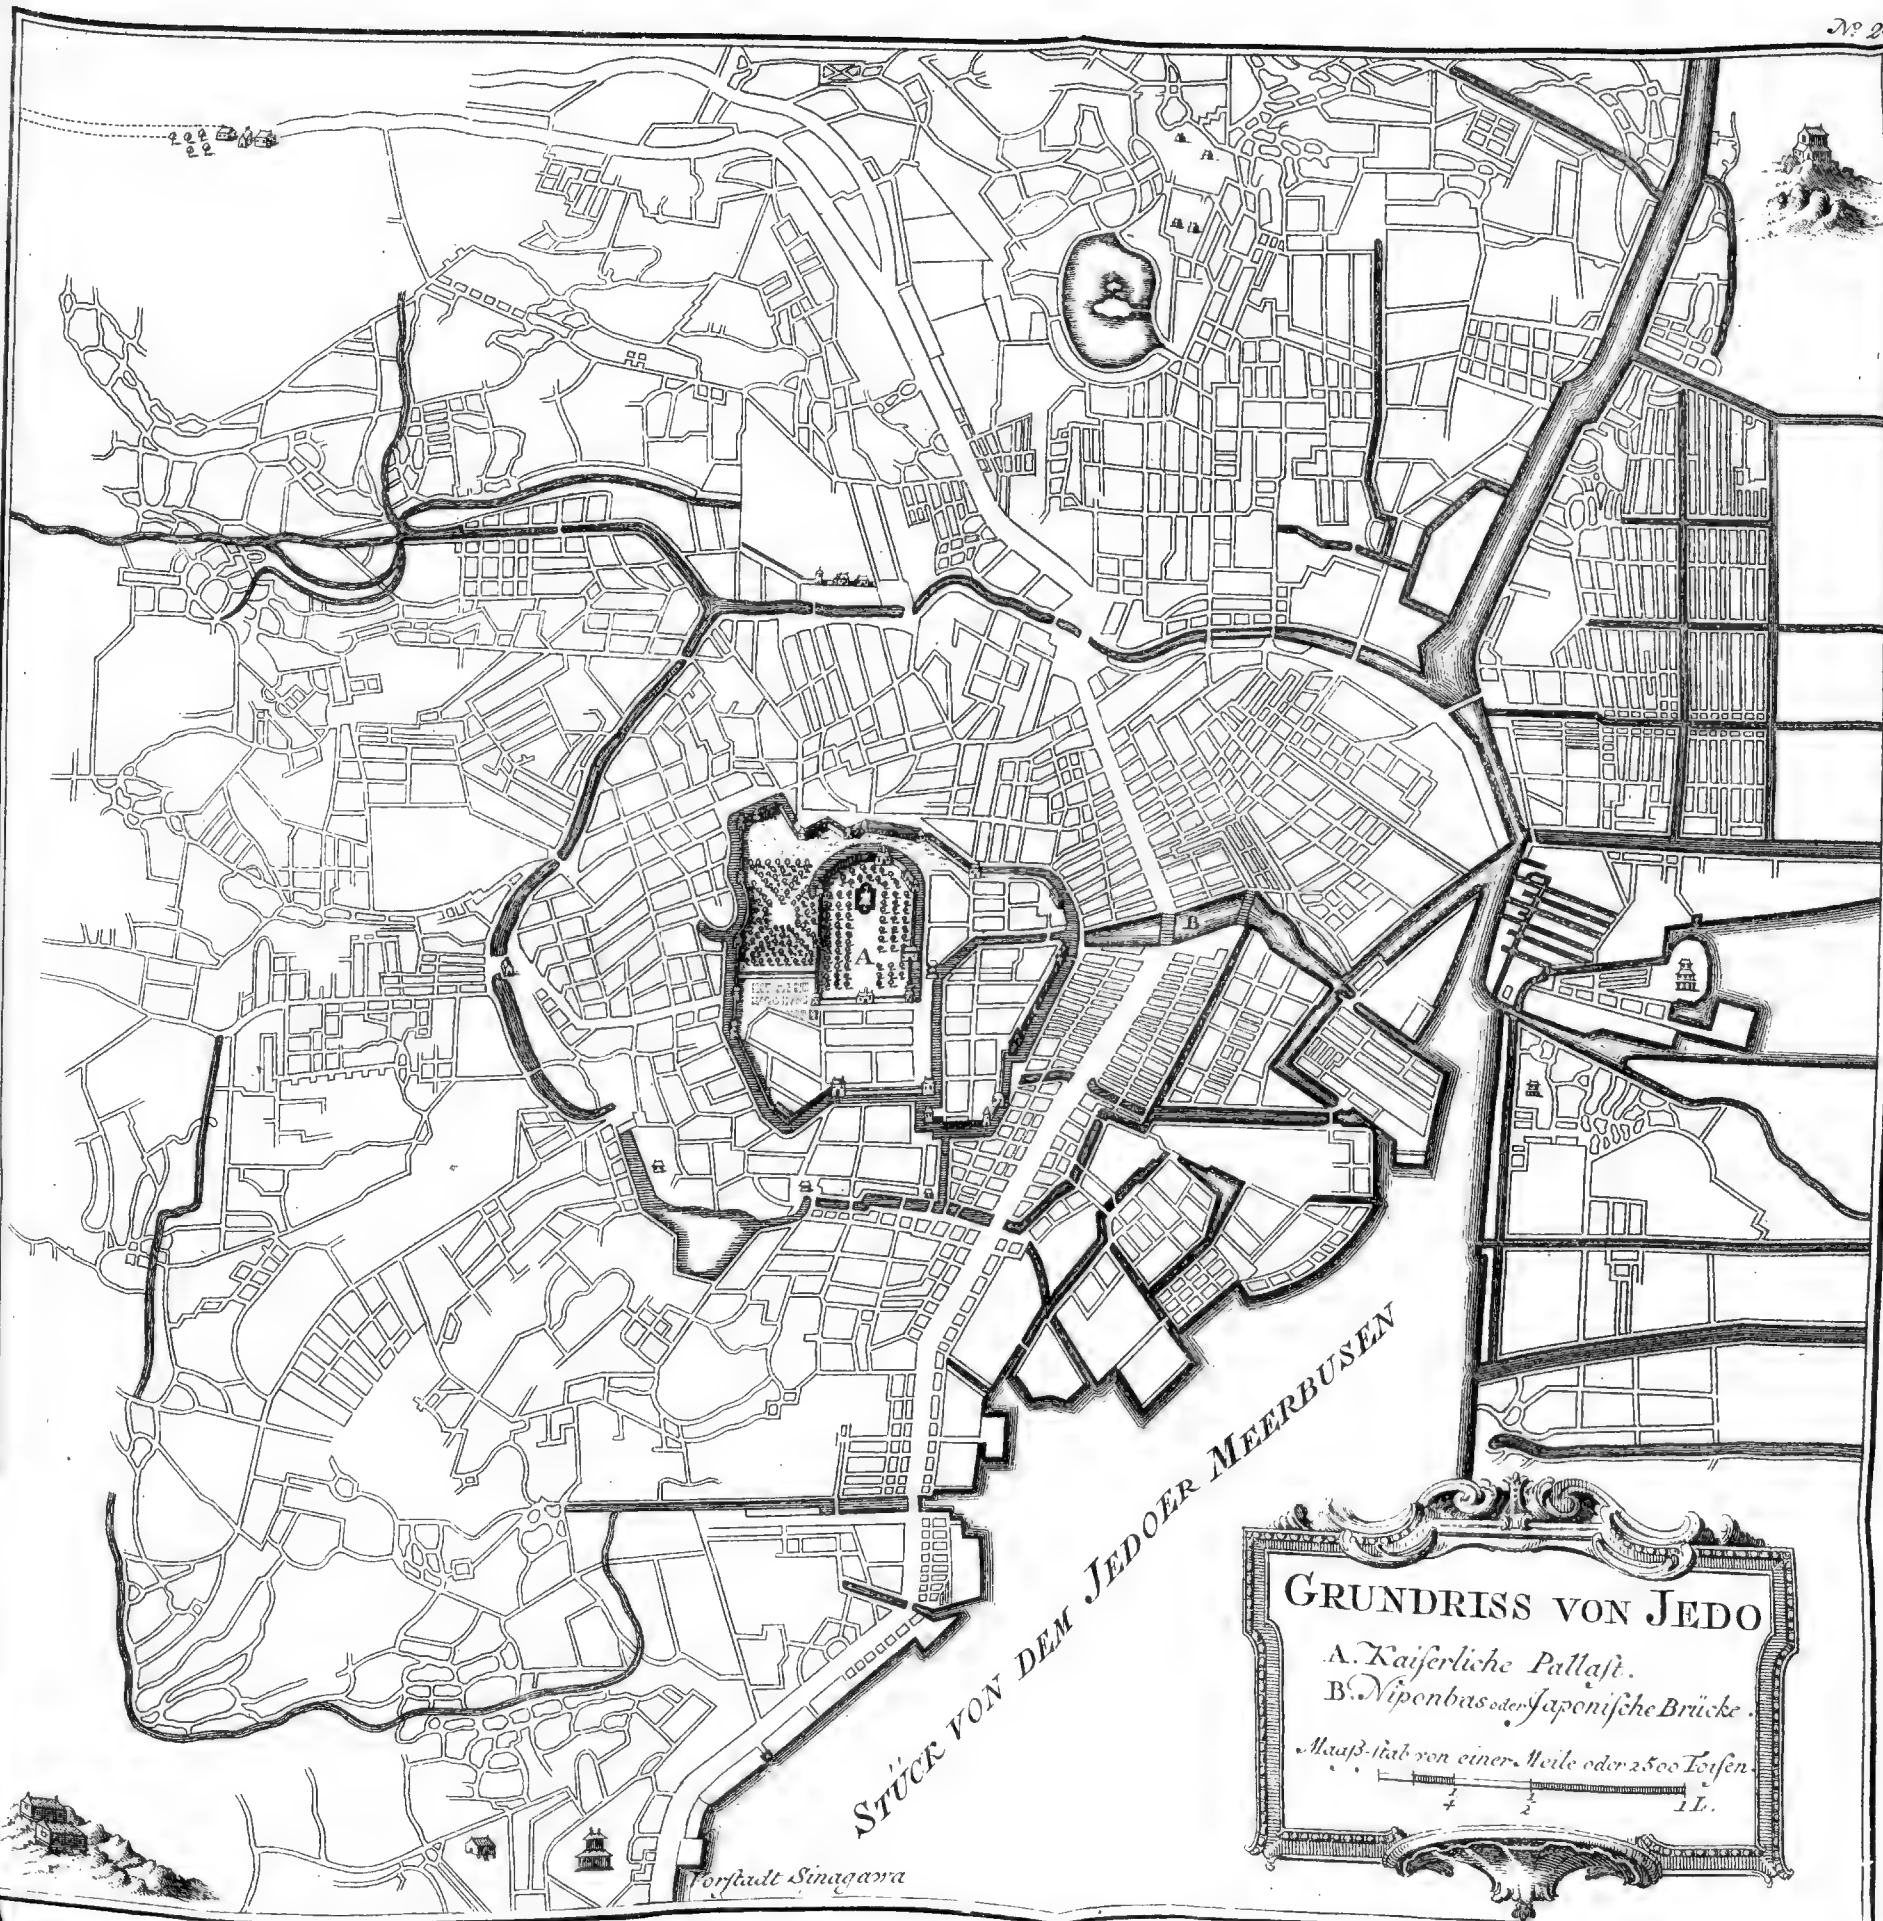 Nº 2
A
B
STÜCK VON DEM JEDOER MEERBUSEN
Vorſtadt Sinagawa
GRUNDRISS VON JEDO
A. Kaiſerliche Pallaſt.
B. Niponbas oder Japoniſche Brücke.
Maaß-ſtab von einer Meile oder 2500 Toiſen.
1/4 1/2 1 L.